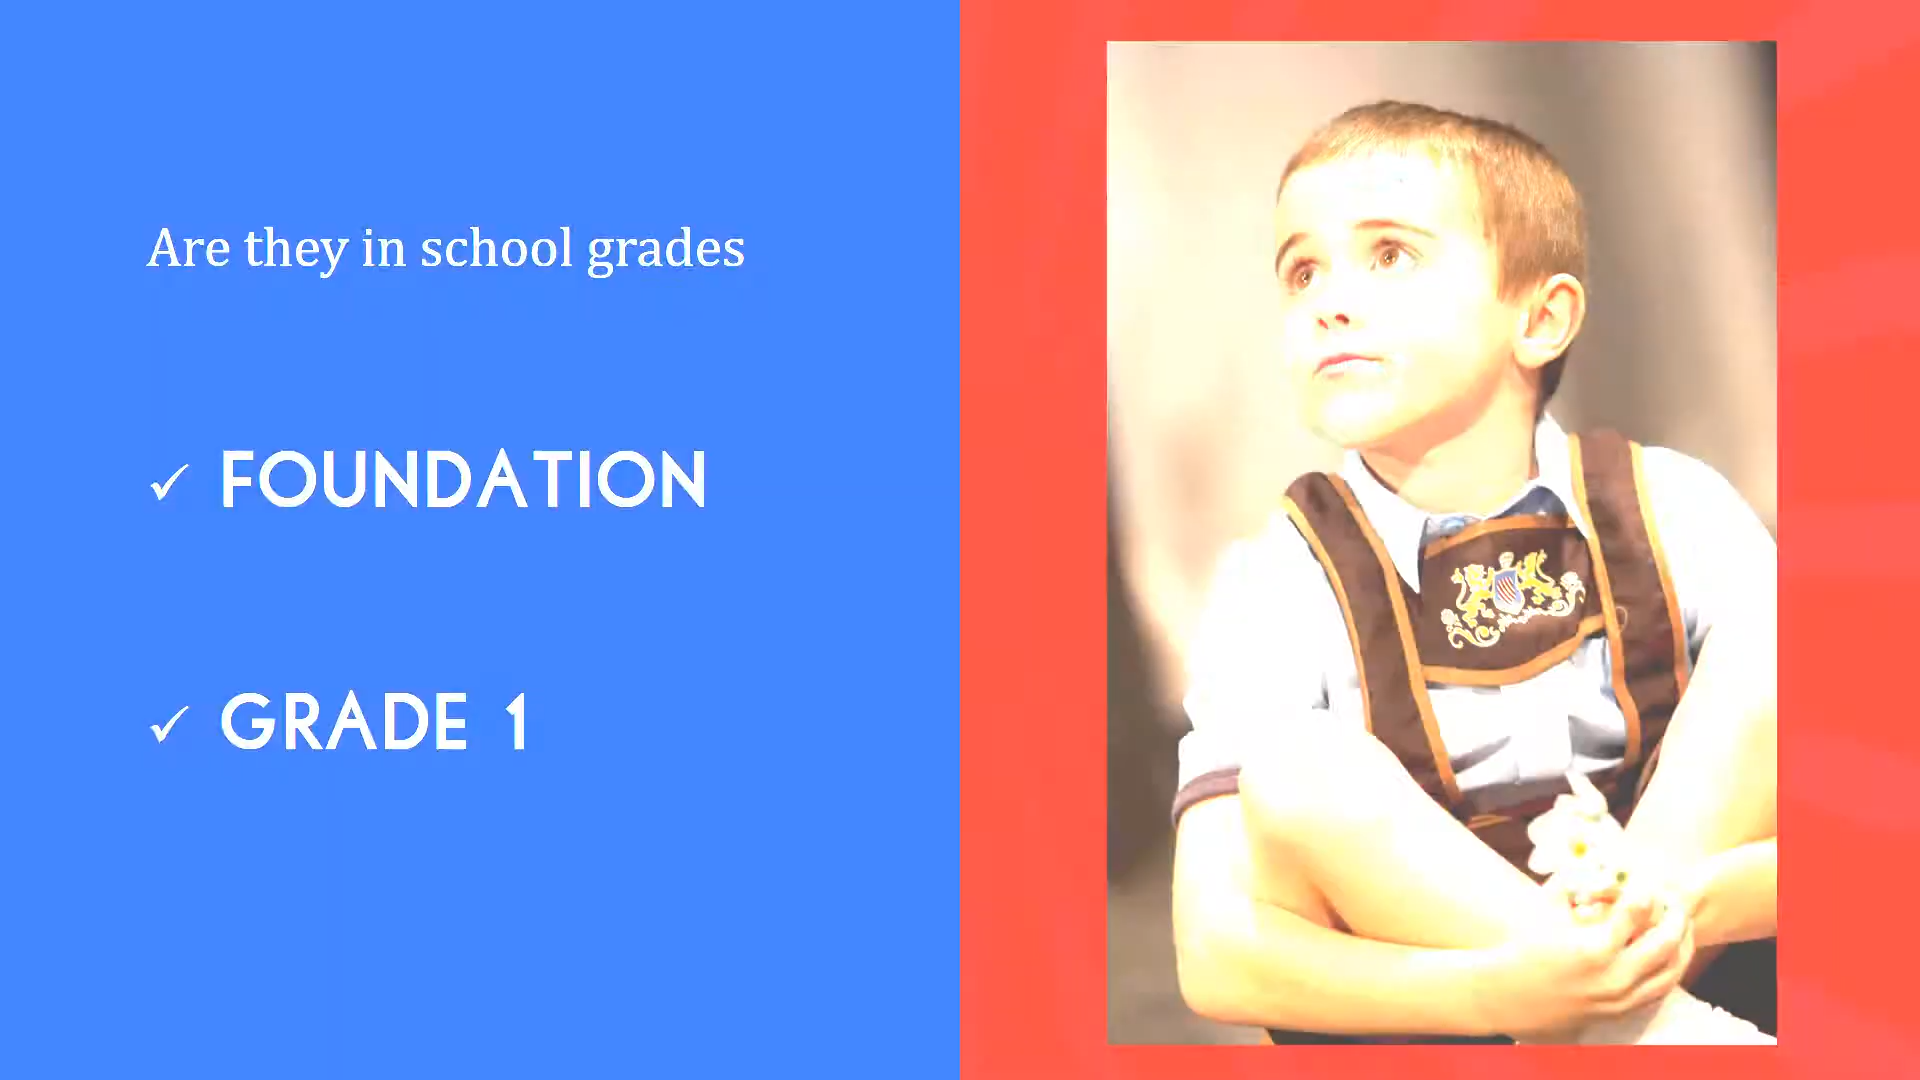 Are they in school grades
✓ FOUNDATION
✓ GRADE 1